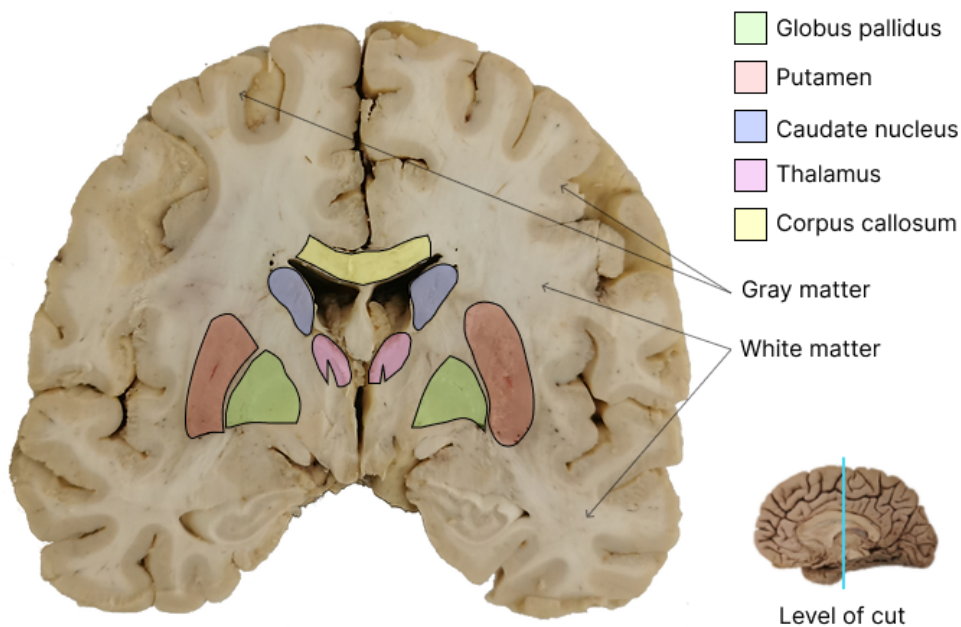 Globus pallidus
Putamen
Caudate nucleus
Thalamus
Corpus callosum
Gray matter
White matter
Level of cut